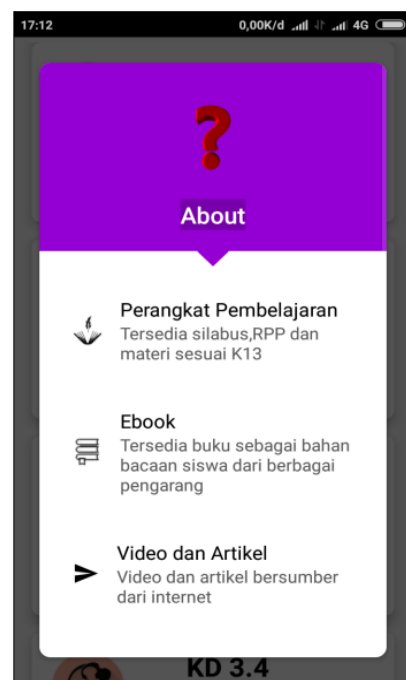 17:12 0,00K/d 4G
?
About
Perangkat Pembelajaran
Tersedia silabus,RPP dan
materi sesuai K13
Ebook
Tersedia buku sebagai bahan
bacaan siswa dari berbagai
pengarang
Video dan Artikel
Video dan artikel bersumber
dari internet
KD 3.4